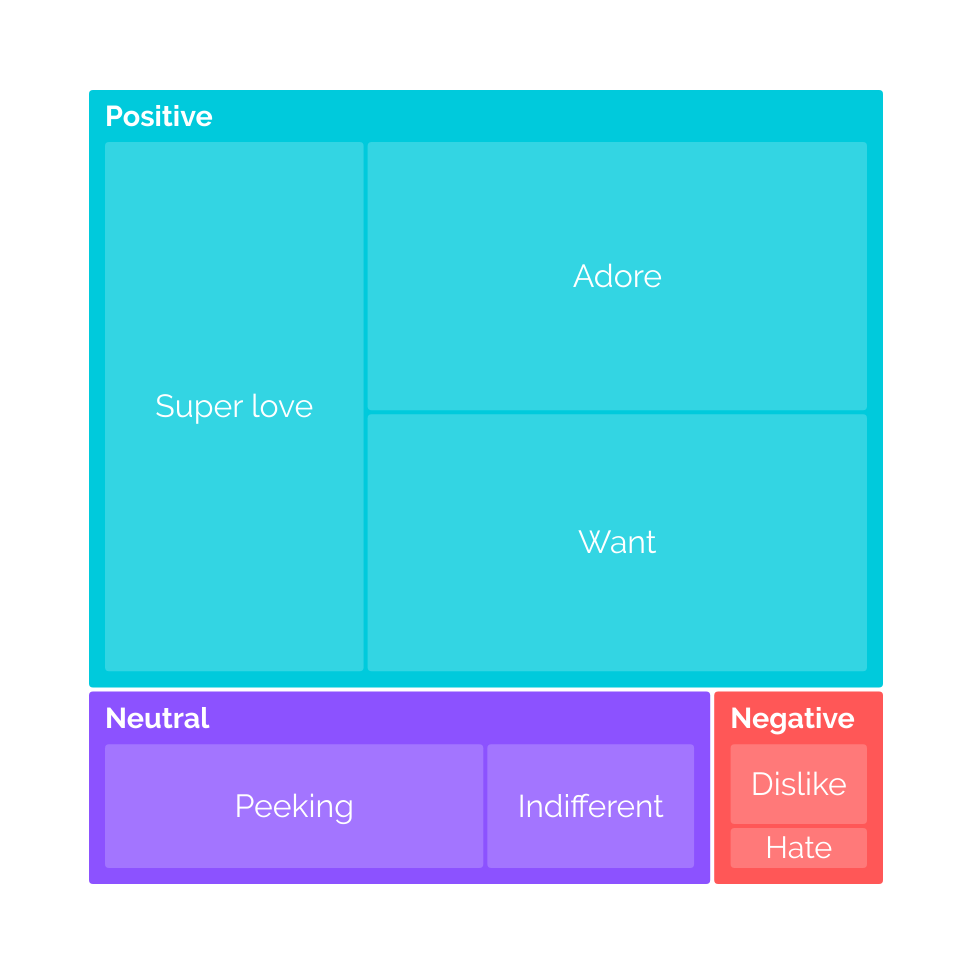 Positive
Super love
Adore
Want
Neutral
Peeking
Indifferent
Negative
Dislike
Hate